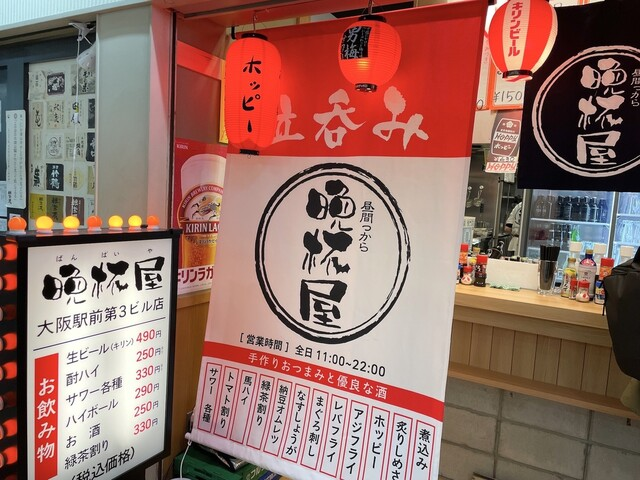 ばんぱいや
晩杯屋
大阪駅前第3ビル店
お飲み物
生ビール(キリン) 490円
酎ハイ 250円
サワー各種 330円
ハイボール 290円
お酒 250円
緑茶割り 330円
(税込価格)
ホッピー
男梅
キリンビール
立呑み
昼間っから
晩杯屋
[営業時間] 全日 11:00~22:00
手作りおつまみと優良な酒
煮込み
炙りしめさ
ホッピー
アジフライ
レバフライ
まぐろ刺し
なすしょうが
納豆オムレツ
緑茶割り
馬ハイ
トマト割り
サワー各種
KIRIN LAG
キリンラガ
昼間っから
晩杯屋
¥150
HOPPY
ホッピー
HOPPY